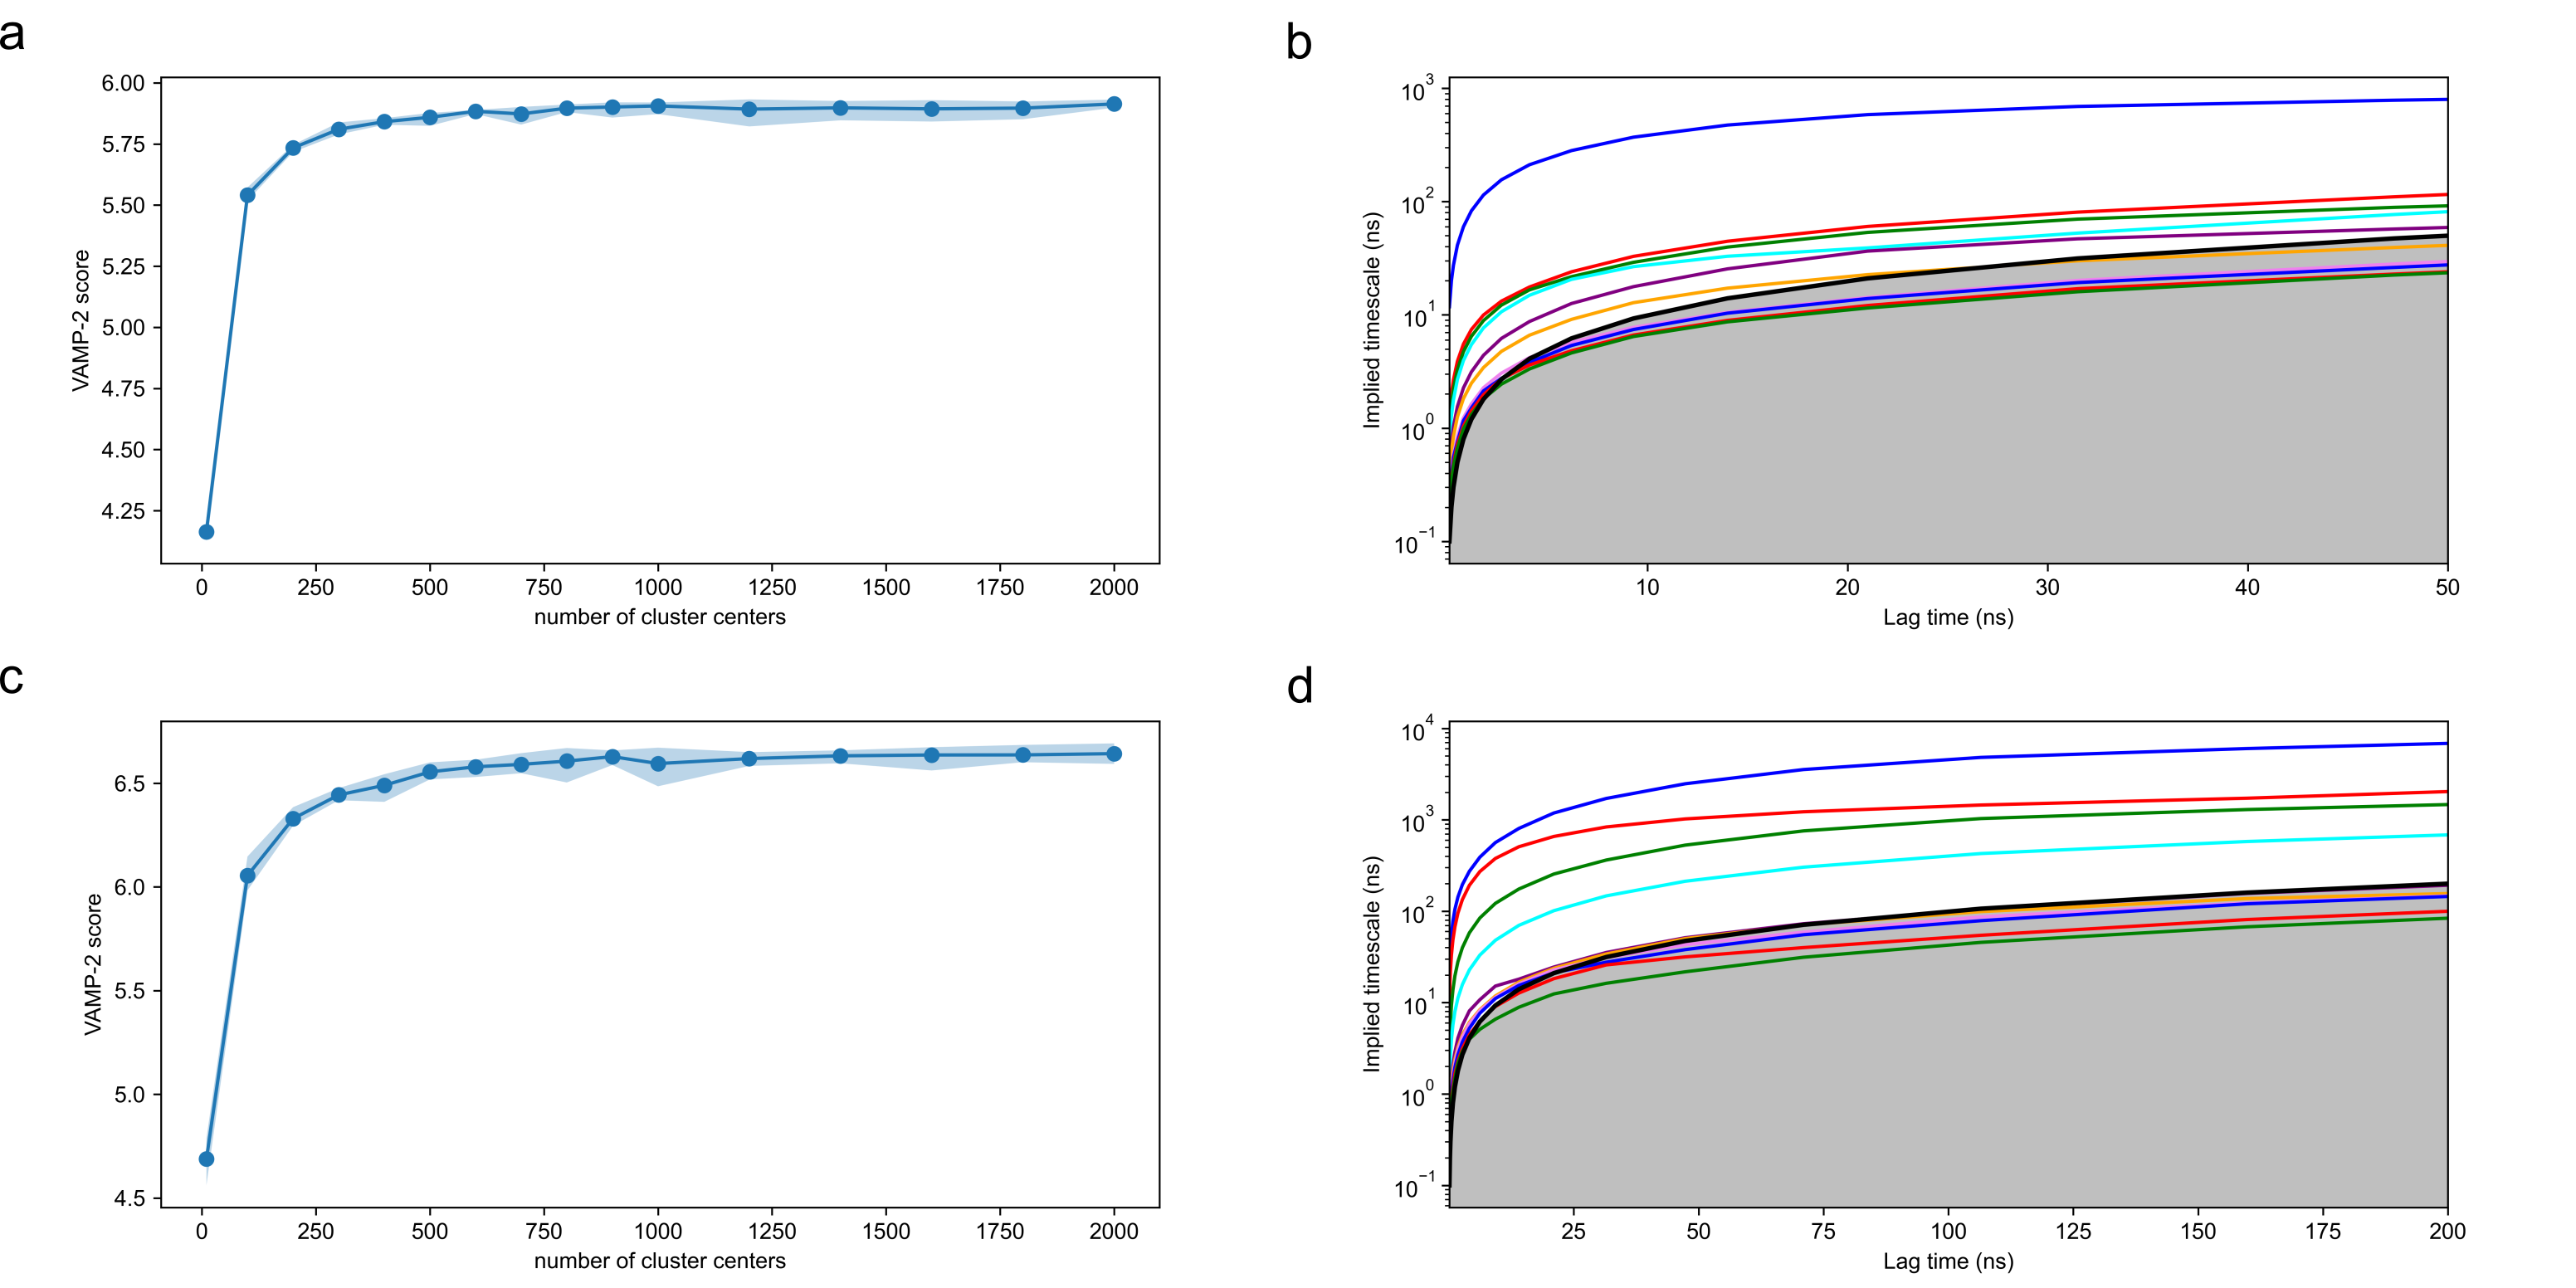 a
6.00
5.75
5.50
5.25
5.00
4.75
4.50
4.25
VAMP-2 score
0 250 500 750 1000 1250 1500 1750 2000
number of cluster centers
b
10^3
10^2
10^1
10^0
10^−1
Implied timescale (ns)
10 20 30 40 50
Lag time (ns)
c
6.5
6.0
5.5
5.0
4.5
VAMP-2 score
0 250 500 750 1000 1250 1500 1750 2000
number of cluster centers
d
10^4
10^3
10^2
10^1
10^0
10^−1
Implied timescale (ns)
25 50 75 100 125 150 175 200
Lag time (ns)